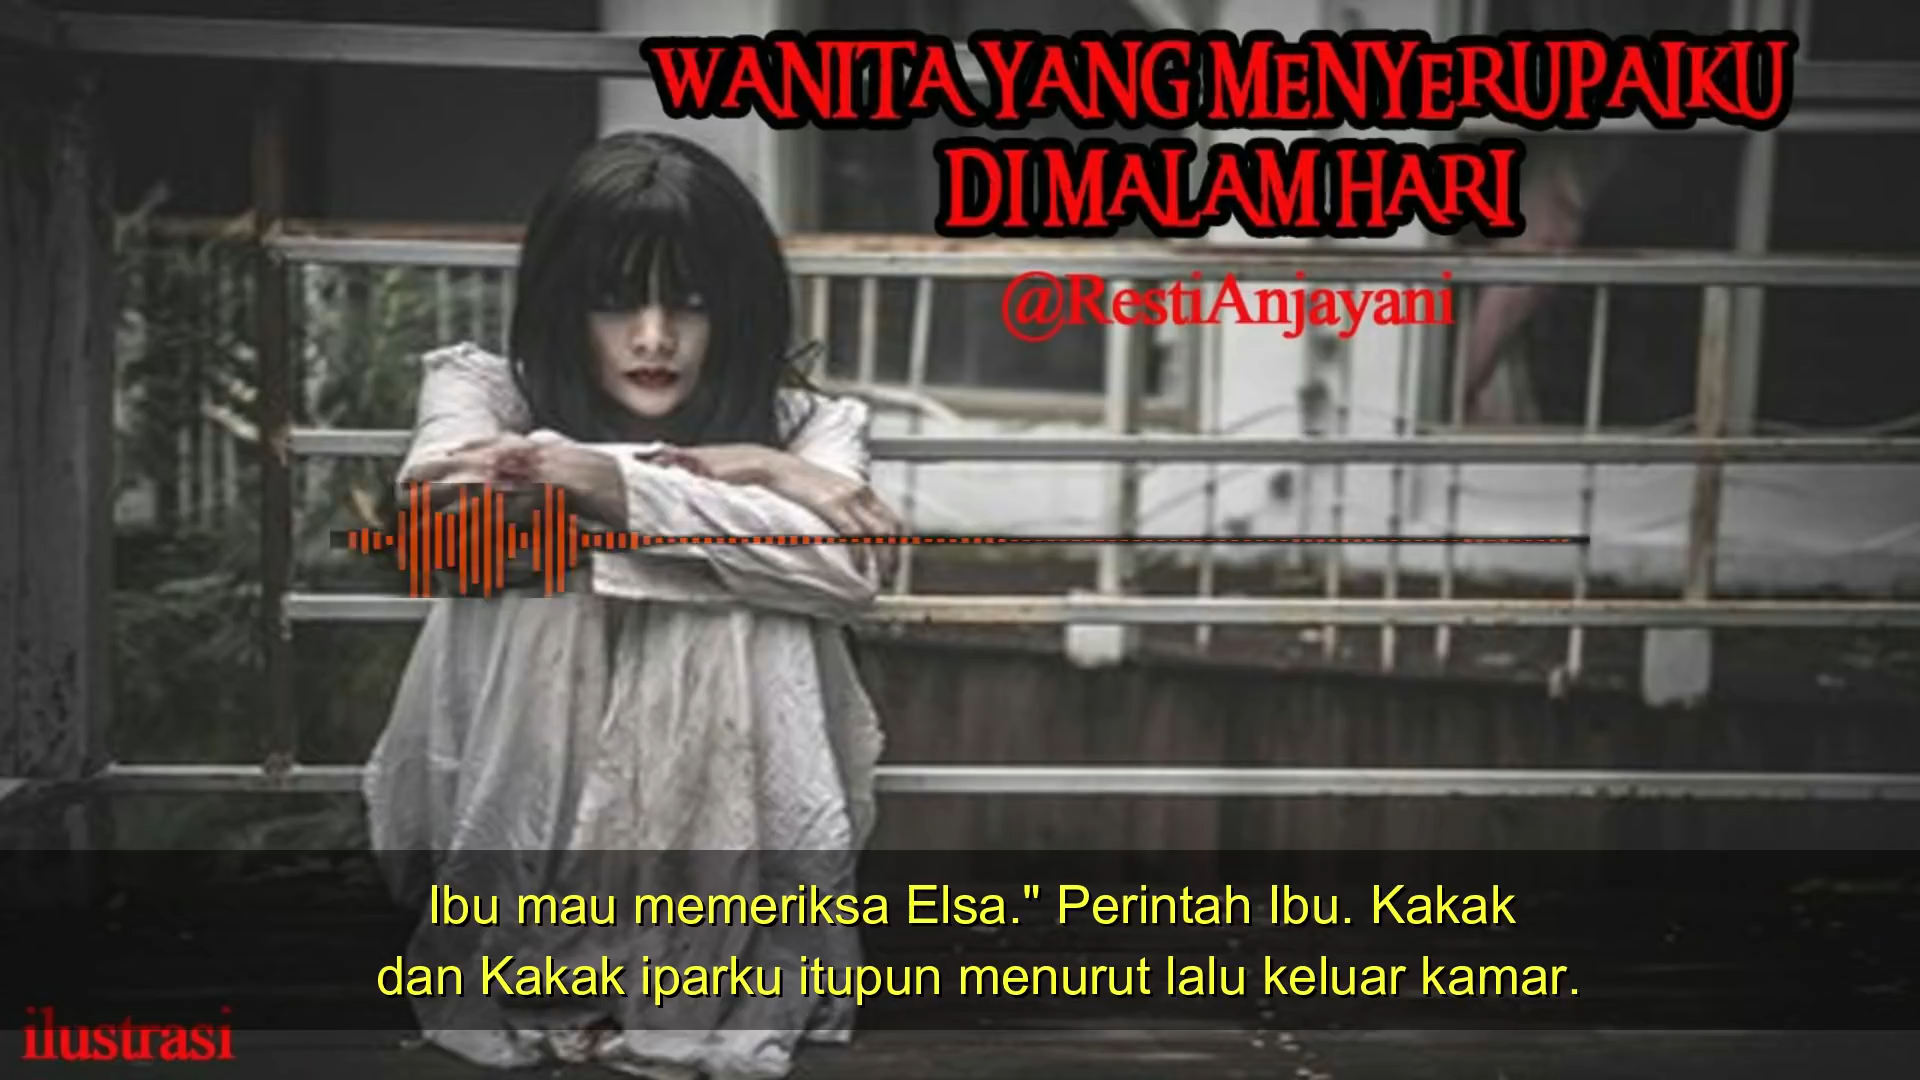 WANITA YANG MENYERUPAIKU
DI MALAM HARI
@RestiAnjayani
Ibu mau memeriksa Elsa." Perintah Ibu. Kakak
dan Kakak iparku itupun menurut lalu keluar kamar.
ilustrasi